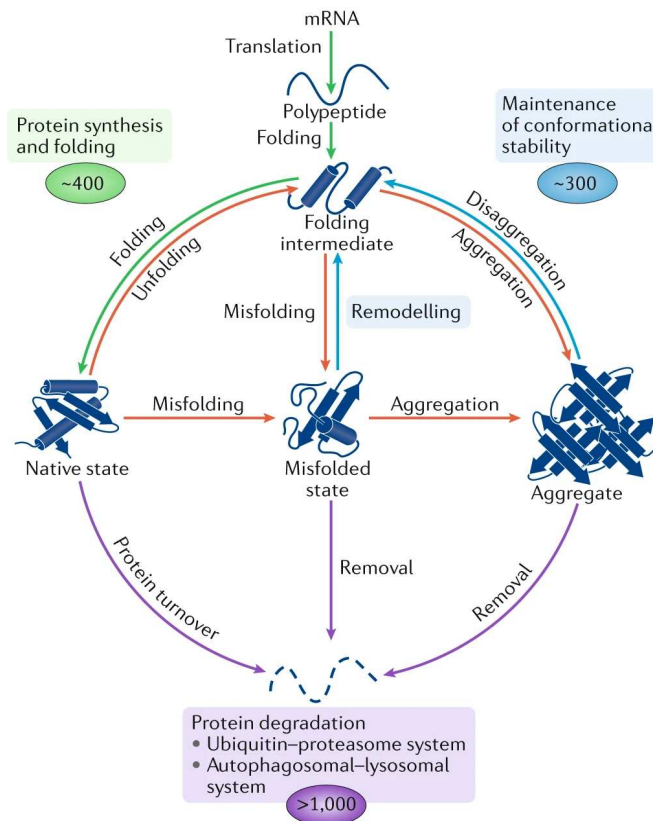 mRNA
Translation
Polypeptide
Protein synthesis
and folding
~400
Folding
Maintenance
of conformationa
stability
~300
Folding
intermediate
Folding
Unfolding
Disaggregation
Aggregation
Misfolding
Remodelling
Misfolding
Aggregation
Native state
Misfolded
state
Aggregate
Protein turnover
Removal
Removal
Protein degradation
• Ubiquitin–proteasome system
• Autophagosomal–lysosomal
system
>1,000